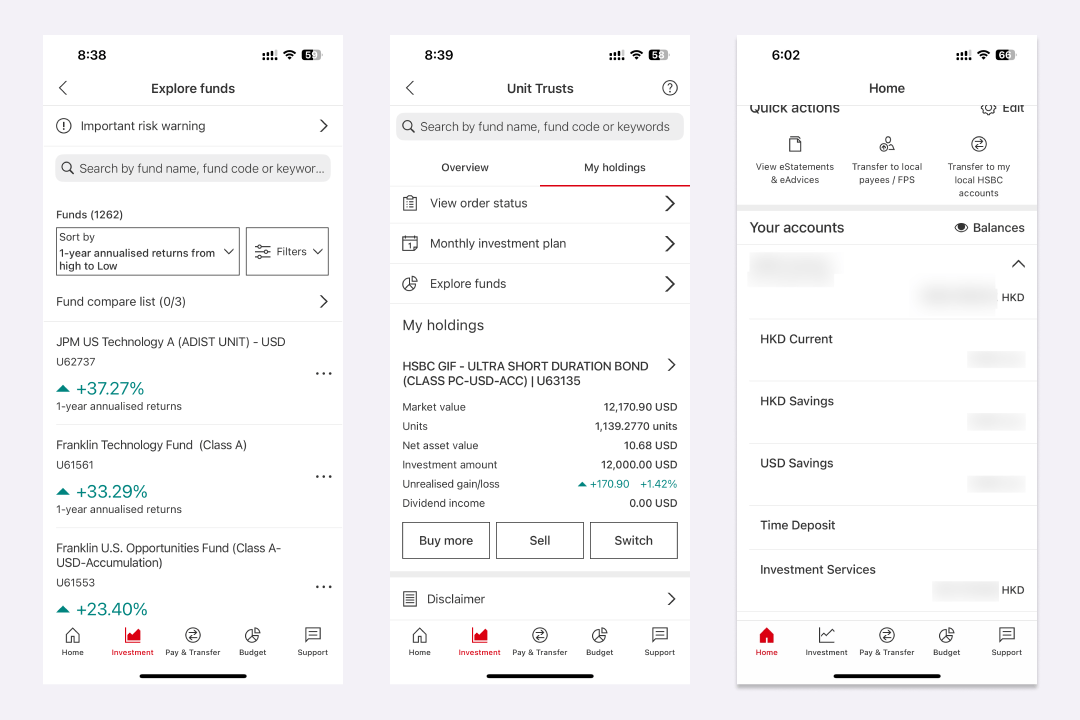 8:38
59
Explore funds
Important risk warning
Search by fund name, fund code or keywor...
Funds (1262)
Sort by
1-year annualised returns from
high to Low
Filters
Fund compare list (0/3)
JPM US Technology A (ADIST UNIT) - USD
U62737
+37.27%
1-year annualised returns
Franklin Technology Fund (Class A)
U61561
+33.29%
1-year annualised returns
Franklin U.S. Opportunities Fund (Class A-
USD-Accumulation)
U61553
+23.40%
Home
Investment
Pay & Transfer
Budget
Support
8:39
58
Unit Trusts
Search by fund name, fund code or keywords
Overview
My holdings
View order status
Monthly investment plan
Explore funds
My holdings
HSBC GIF - ULTRA SHORT DURATION BOND
(CLASS PC-USD-ACC) | U63135
Market value 12,170.90 USD
Units 1,139.2770 units
Net asset value 10.68 USD
Investment amount 12,000.00 USD
Unrealised gain/loss +170.90 +1.42%
Dividend income 0.00 USD
Buy more
Sell
Switch
Disclaimer
Home
Investment
Pay & Transfer
Budget
Support
6:02
66
Home
Quick actions
Edit
View eStatements
& eAdvices
Transfer to local
payees / FPS
Transfer to my
local HSBC
accounts
Your accounts
Balances
HKD
HKD Current
HKD Savings
USD Savings
Time Deposit
Investment Services
HKD
Home
Investment
Pay & Transfer
Budget
Support